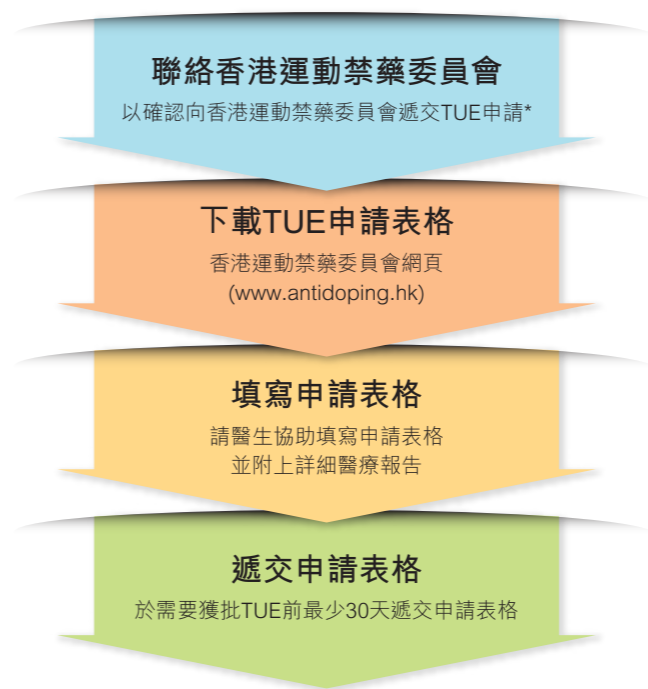 聯絡香港運動禁藥委員會
以確認向香港運動禁藥委員會遞交TUE申請*
下載TUE申請表格
香港運動禁藥委員會網頁
(www.antidoping.hk)
填寫申請表格
請醫生協助填寫申請表格
並附上詳細醫療報告
遞交申請表格
於需要獲批TUE前最少30天遞交申請表格